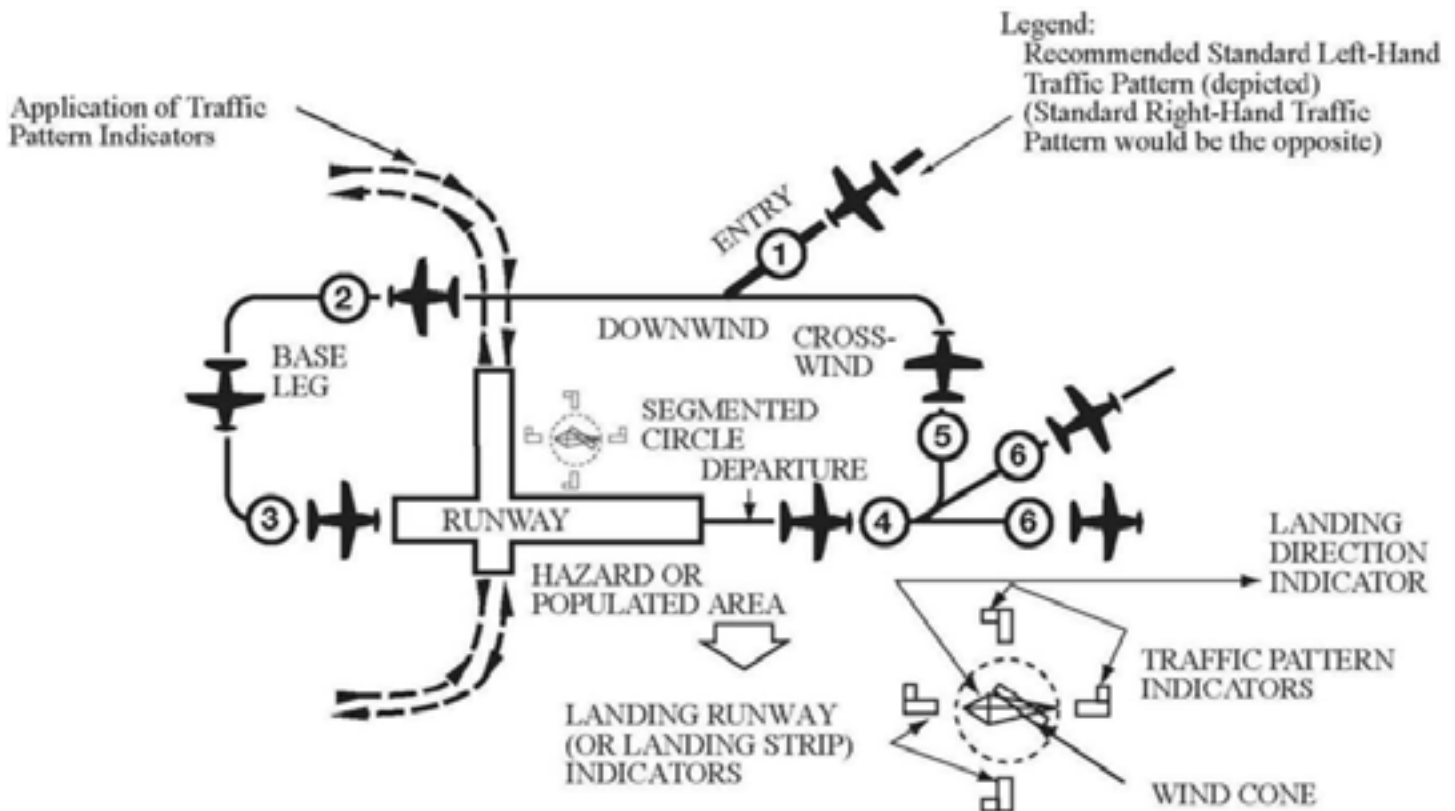 Legend:
Recommended Standard Left-Hand
Traffic Pattern (depicted)
(Standard Right-Hand Traffic
Pattern would be the opposite)
Application of Traffic
Pattern Indicators
ENTRY
1
2
DOWNWIND
CROSS-
WIND
BASE
LEG
SEGMENTED
CIRCLE
5
6
DEPARTURE
3
RUNWAY
4
6
LANDING
DIRECTION
INDICATOR
HAZARD OR
POPULATED AREA
TRAFFIC PATTERN
INDICATORS
LANDING RUNWAY
(OR LANDING STRIP)
INDICATORS
WIND CONE